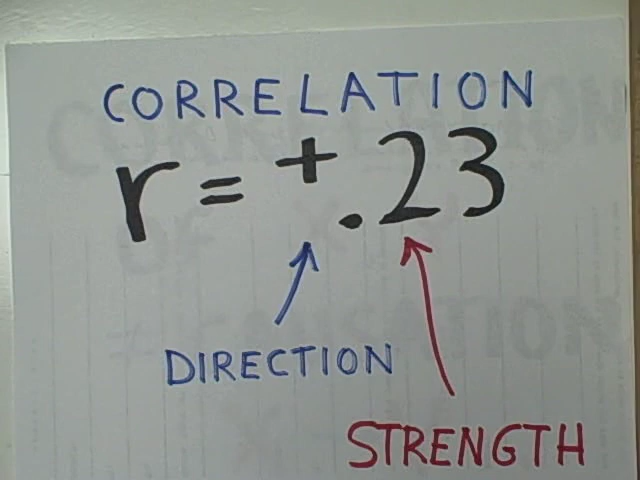 CORRELATION
r = +.23
DIRECTION
STRENGTH